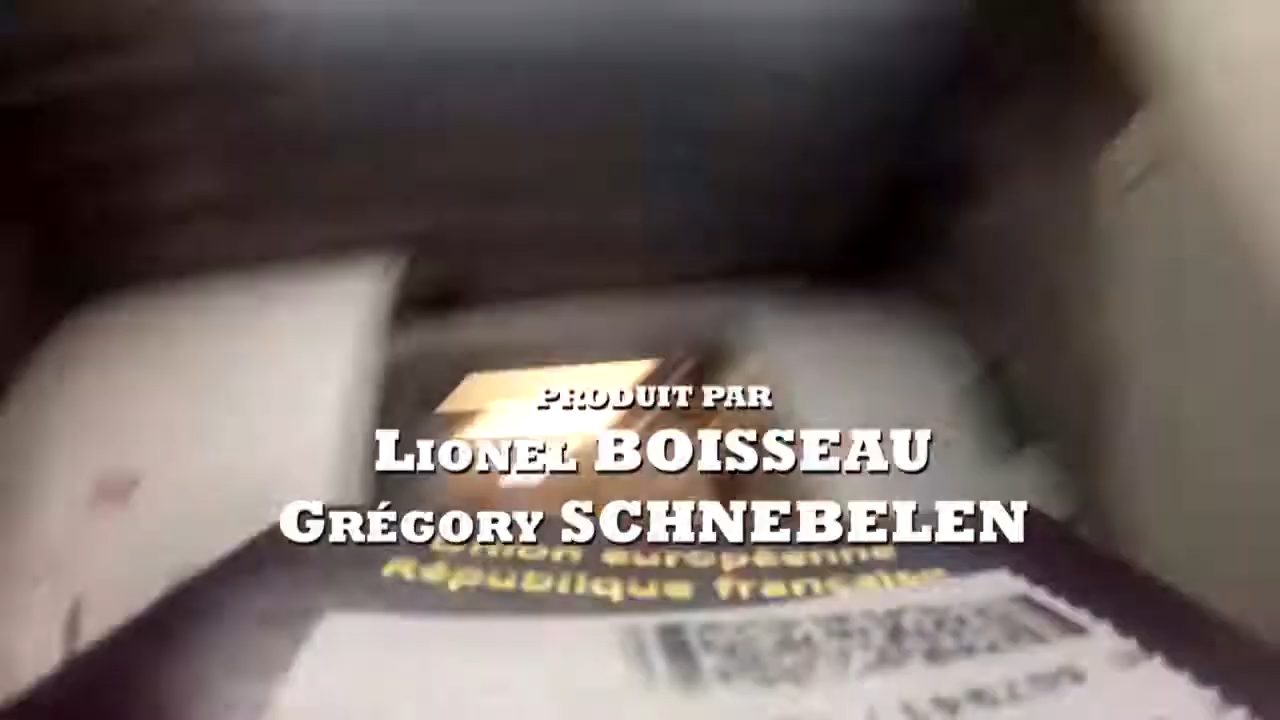 PRODUIT PAR
LIONEL BOISSEAU
GRÉGORY SCHNEBELEN
Union européenne
République française